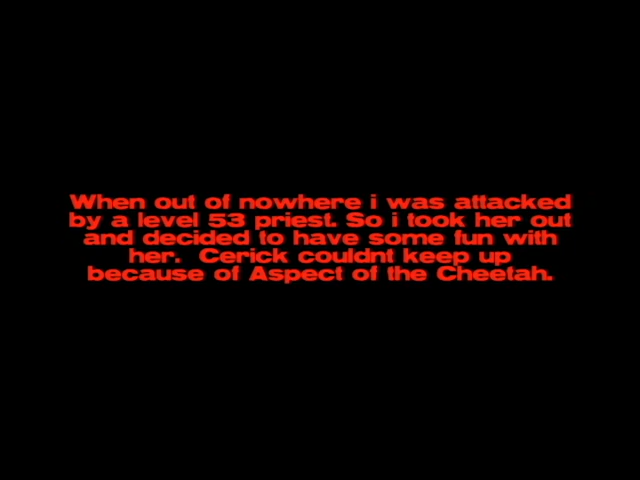 When out of nowhere i was attacked
by a level 53 priest. So i took her out
and decided to have some fun with
her.  Cerick couldnt keep up
because of Aspect of the Cheetah.